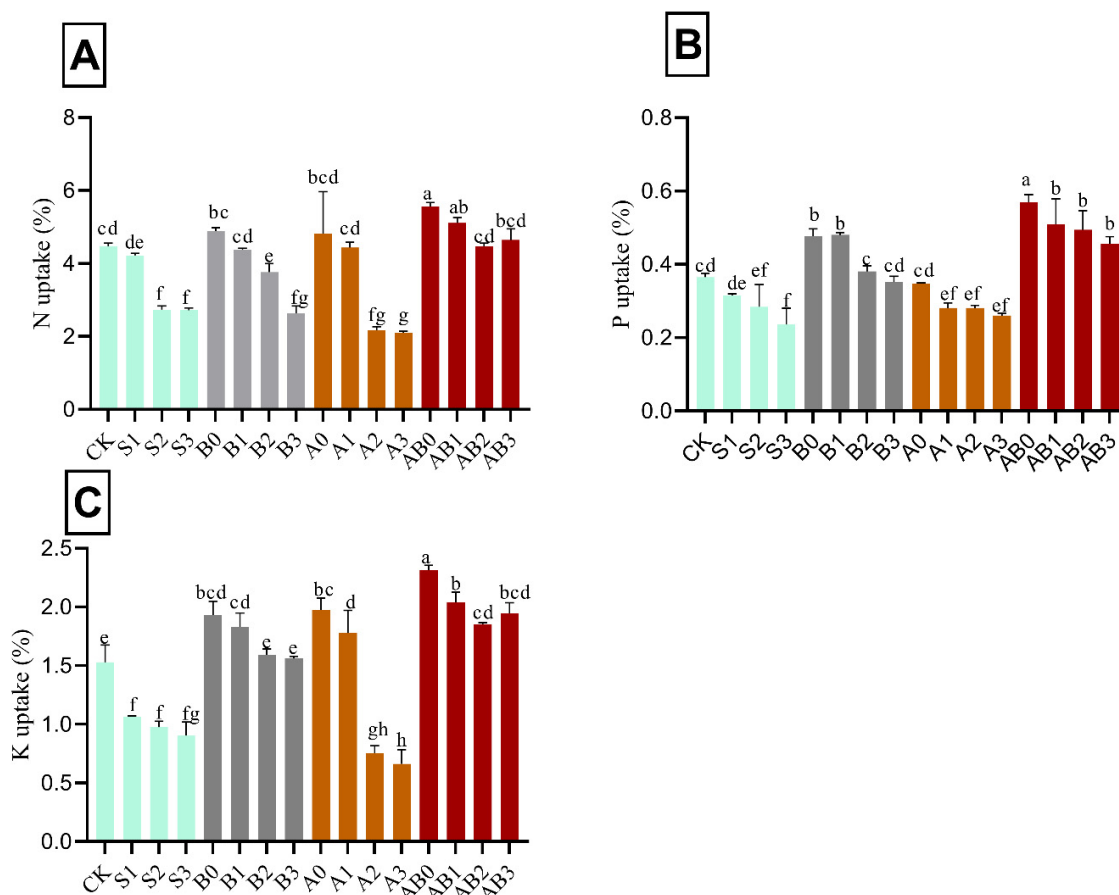 A
N uptake (%)
8
6
4
2
0
cd de f f bc cd e fg bcd cd fg g a ab cd bcd
CK S1 S2 S3 B0 B1 B2 B3 A0 A1 A2 A3 AB0 AB1 AB2 AB3
B
P uptake (%)
0.8
0.6
0.4
0.2
0.0
cd de ef f b b c cd cd ef ef ef a b b b
CK S1 S2 S3 B0 B1 B2 B3 A0 A1 A2 A3 AB0 AB1 AB2 AB3
C
K uptake (%)
2.5
2.0
1.5
1.0
0.5
0.0
e f f fg bcd cd e e bc d gh h a b cd bcd
CK S1 S2 S3 B0 B1 B2 B3 A0 A1 A2 A3 AB0 AB1 AB2 AB3